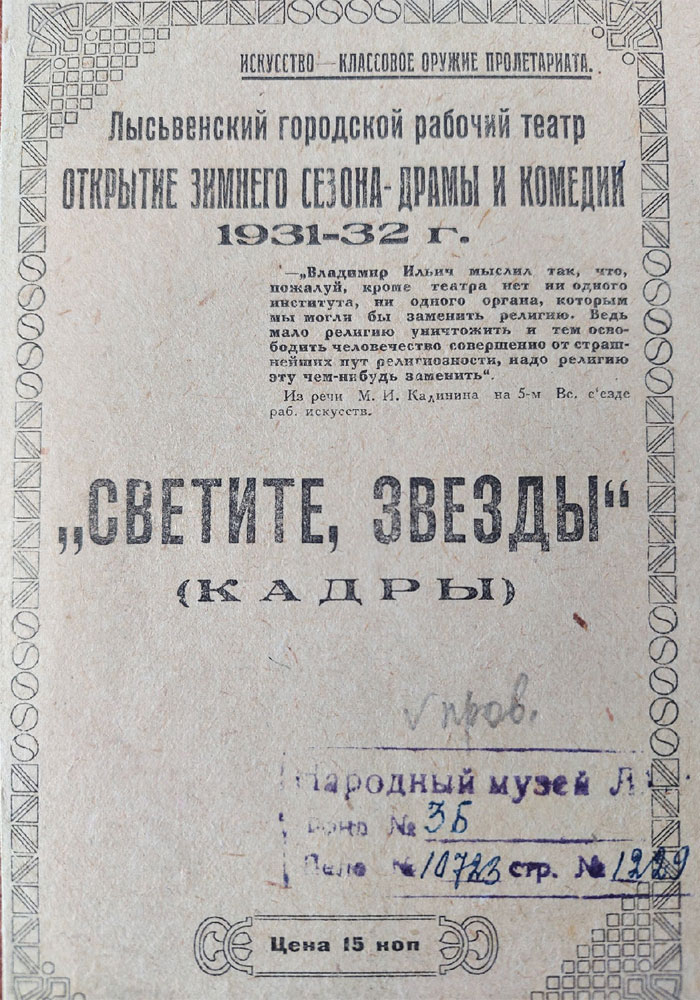 ИСКУССТВО — КЛАССОВОЕ ОРУЖИЕ ПРОЛЕТАРИАТА.
Лысьвенский городской рабочий театр
ОТКРЫТИЕ ЗИМНЕГО СЕЗОНА - ДРАМЫ И КОМЕДИИ
1931-32 г.
—„Владимир Ильич мыслил так, что,
пожалуй, кроме театра нет ни одного
института, ни одного органа, которым
мы могли бы заменить религию. Ведь
мало религию уничтожить и тем осво-
бодить человечество совершенно от страш-
нейших пут религиозности, надо религию
эту чем-нибудь заменить“.
Из речи М. И. Калинина на 5-м Вс. с'езде
раб. искусств.
„СВЕТИТЕ, ЗВЕЗДЫ“
(КАДРЫ)
√ пров.
Народный музей
Фонд № 3Б
Дело № 10723 стр. № 1229
Цена 15 коп